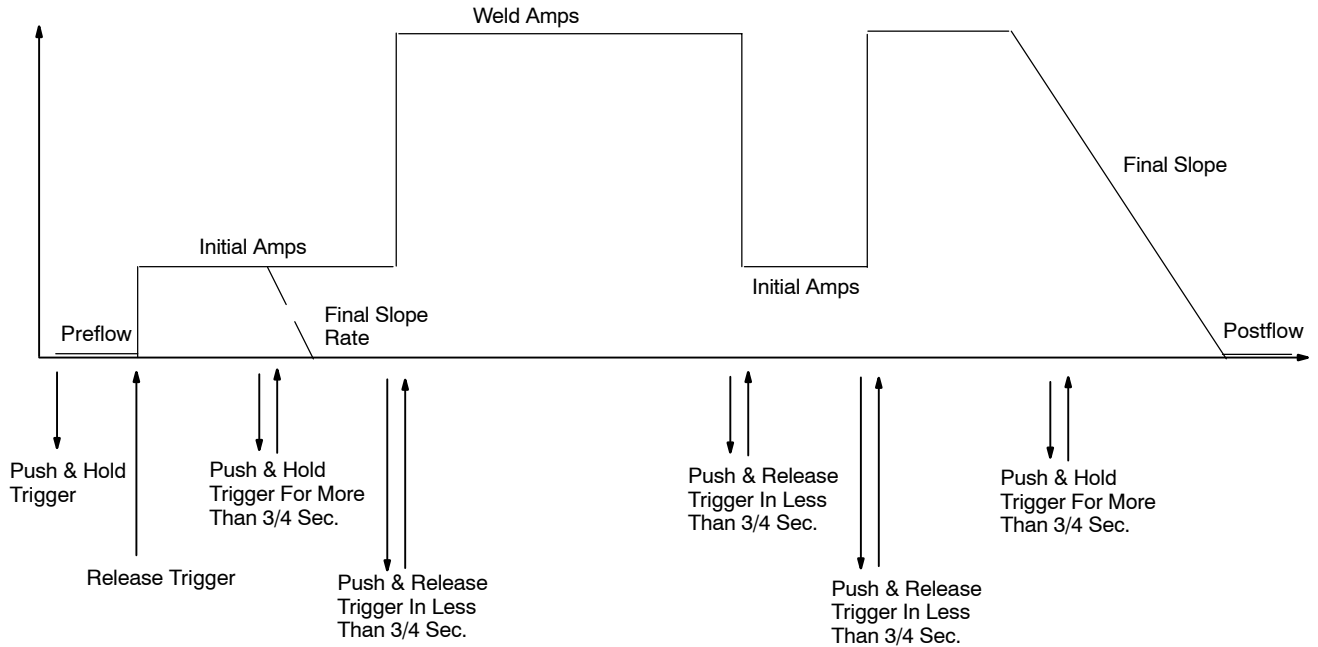 Weld Amps
Final Slope
Initial Amps
Initial Amps
Final Slope
Rate
Preflow
Postflow
Push & Hold
Trigger
Push & Hold
Trigger For More
Than 3/4 Sec.
Push & Release
Trigger In Less
Than 3/4 Sec.
Push & Hold
Trigger For More
Than 3/4 Sec.
Release Trigger
Push & Release
Trigger In Less
Than 3/4 Sec.
Push & Release
Trigger In Less
Than 3/4 Sec.